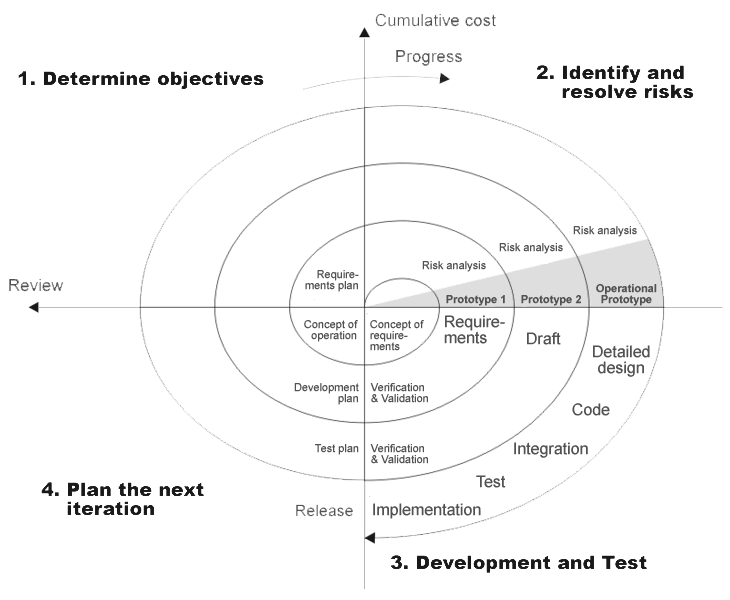 Cumulative cost
Progress
1. Determine objectives
2. Identify and
resolve risks
Risk analysis
Risk analysis
Risk analysis
Require-
ments plan
Review
Prototype 1
Prototype 2
Operational
Prototype
Concept of
operation
Concept of
require-
ments
Require-
ments
Draft
Detailed
design
Development
plan
Verification
& Validation
Code
Test plan
Verification
& Validation
Integration
Test
4. Plan the next
iteration
Release
Implementation
3. Development and Test